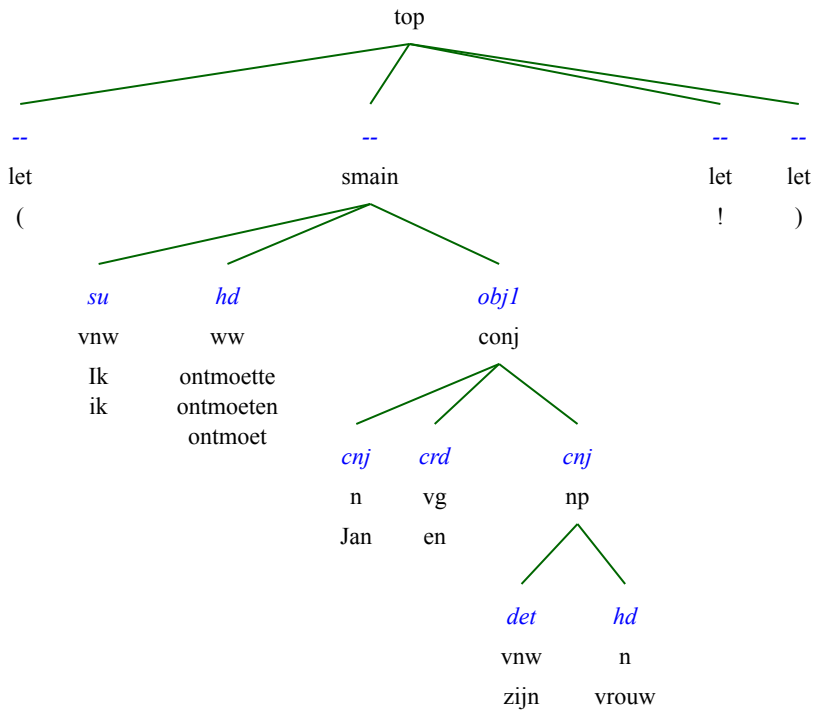 top
-- -- -- --
let smain let let
( ! )
su hd obj1
vnw ww conj
Ik ontmoette
ik ontmoeten
ontmoet
cnj crd cnj
n vg np
Jan en
det hd
vnw n
zijn vrouw